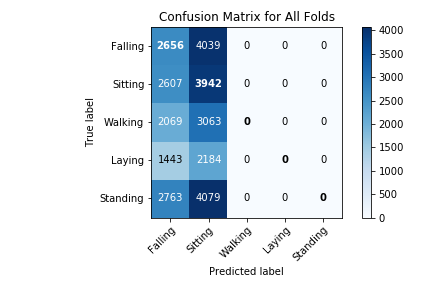 Confusion Matrix for All Folds
Falling 2656 4039 0 0 0
Sitting 2607 3942 0 0 0
Walking 2069 3063 0 0 0
Laying 1443 2184 0 0 0
Standing 2763 4079 0 0 0
Falling Sitting Walking Laying Standing
True label
Predicted label
4000
3500
3000
2500
2000
1500
1000
500
0